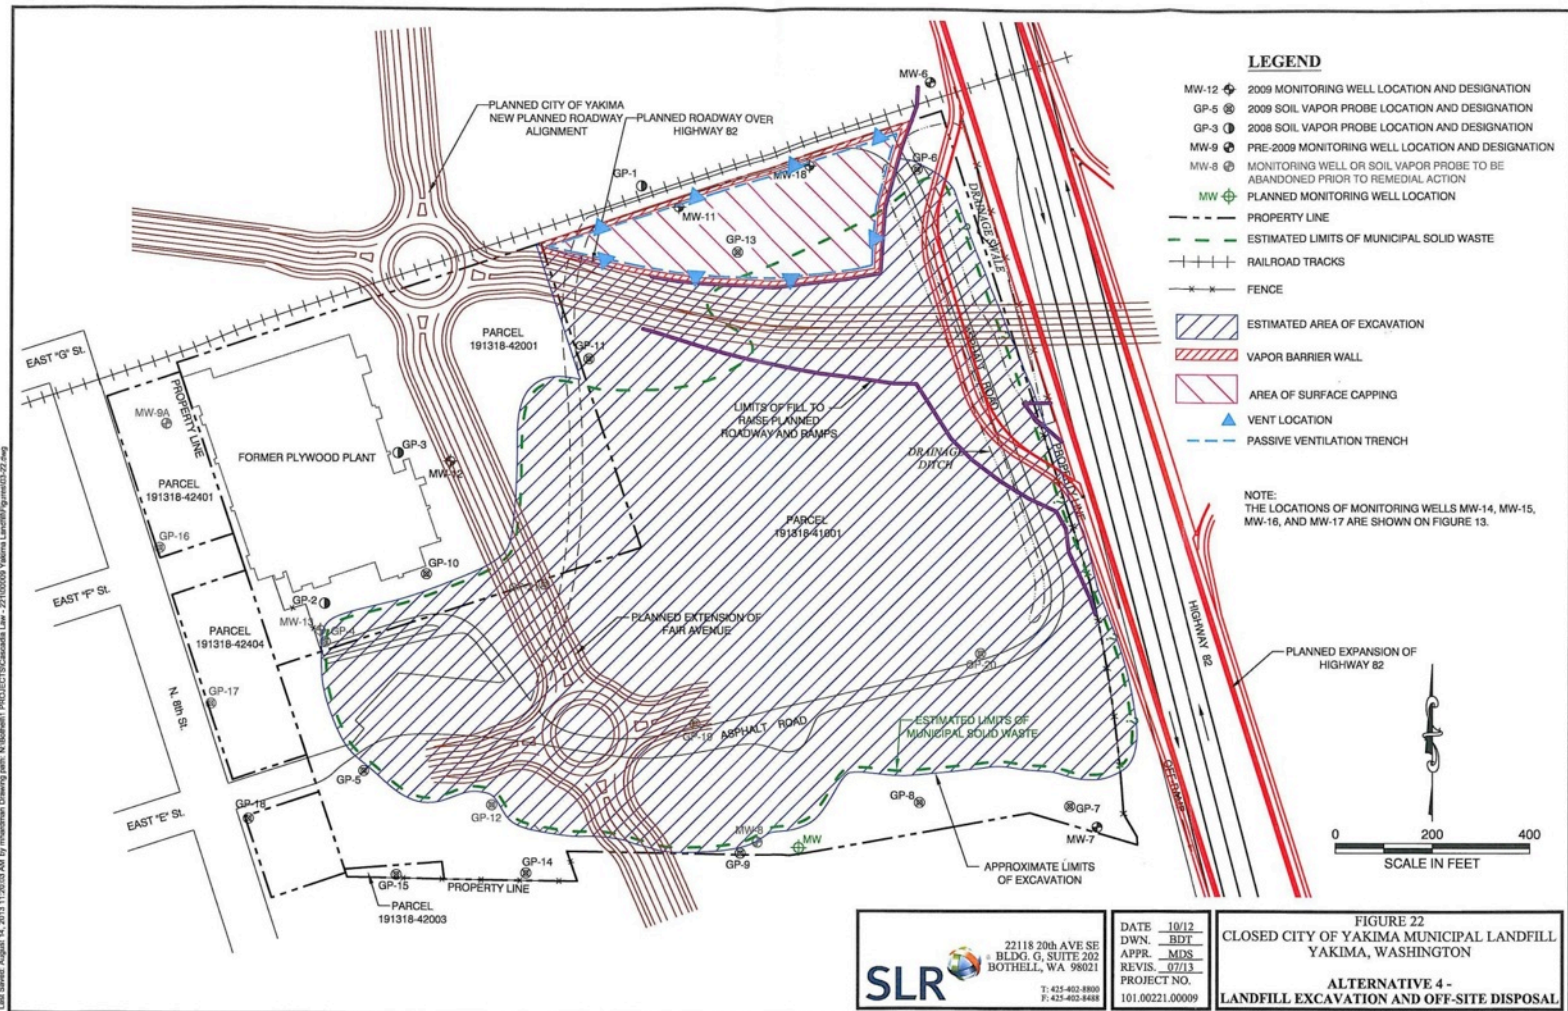 LEGEND
MW-12 2009 MONITORING WELL LOCATION AND DESIGNATION
GP-5 2009 SOIL VAPOR PROBE LOCATION AND DESIGNATION
GP-3 2008 SOIL VAPOR PROBE LOCATION AND DESIGNATION
MW-9 PRE-2009 MONITORING WELL LOCATION AND DESIGNATION
MW-8 MONITORING WELL OR SOIL VAPOR PROBE TO BE
ABANDONED PRIOR TO REMEDIAL ACTION
MW PLANNED MONITORING WELL LOCATION
PROPERTY LINE
ESTIMATED LIMITS OF MUNICIPAL SOLID WASTE
RAILROAD TRACKS
FENCE
ESTIMATED AREA OF EXCAVATION
VAPOR BARRIER WALL
AREA OF SURFACE CAPPING
VENT LOCATION
PASSIVE VENTILATION TRENCH
NOTE:
THE LOCATIONS OF MONITORING WELLS MW-14, MW-15,
MW-16, AND MW-17 ARE SHOWN ON FIGURE 13.
MW-6
PLANNED CITY OF YAKIMA
NEW PLANNED ROADWAY
ALIGNMENT
PLANNED ROADWAY OVER
HIGHWAY 82
GP-1
MW-18
GP-6
MW-11
GP-13
DRAINAGE SWALE
PARCEL
191318-42001
GP-11
EAST "G" St.
PROPERTY LINE
MW-9A
FORMER PLYWOOD PLANT
GP-3
MW-12
LIMITS OF FILL TO
RAISE PLANNED
ROADWAY AND RAMPS
ASPHALT ROAD
DRAINAGE
DITCH
PROPERTY LINE
PARCEL
191318-42401
PARCEL
191318-41001
GP-16
GP-10
EAST "F" St.
GP-2
MW-13
GP-4
PARCEL
191318-42404
PLANNED EXTENSION OF
FAIR AVENUE
HIGHWAY 82
PLANNED EXPANSION OF
HIGHWAY 82
GP-20
N. 8th St.
GP-17
GP-19
ASPHALT ROAD
ESTIMATED LIMITS OF
MUNICIPAL SOLID WASTE
OFF-RAMP
GP-5
GP-18
EAST "E" St.
GP-12
GP-8
GP-7
MW-8
MW
MW-7
GP-9
GP-14
GP-15
PROPERTY LINE
APPROXIMATE LIMITS
OF EXCAVATION
PARCEL
191318-42003
0 200 400
SCALE IN FEET
SLR
22118 20th AVE SE
BLDG. G, SUITE 202
BOTHELL, WA 98021
T: 425-402-8800
F: 425-402-8488
DATE 10/12
DWN. BDT
APPR. MDS
REVIS. 07/13
PROJECT NO.
101.00221.00009
FIGURE 22
CLOSED CITY OF YAKIMA MUNICIPAL LANDFILL
YAKIMA, WASHINGTON
ALTERNATIVE 4 -
LANDFILL EXCAVATION AND OFF-SITE DISPOSAL